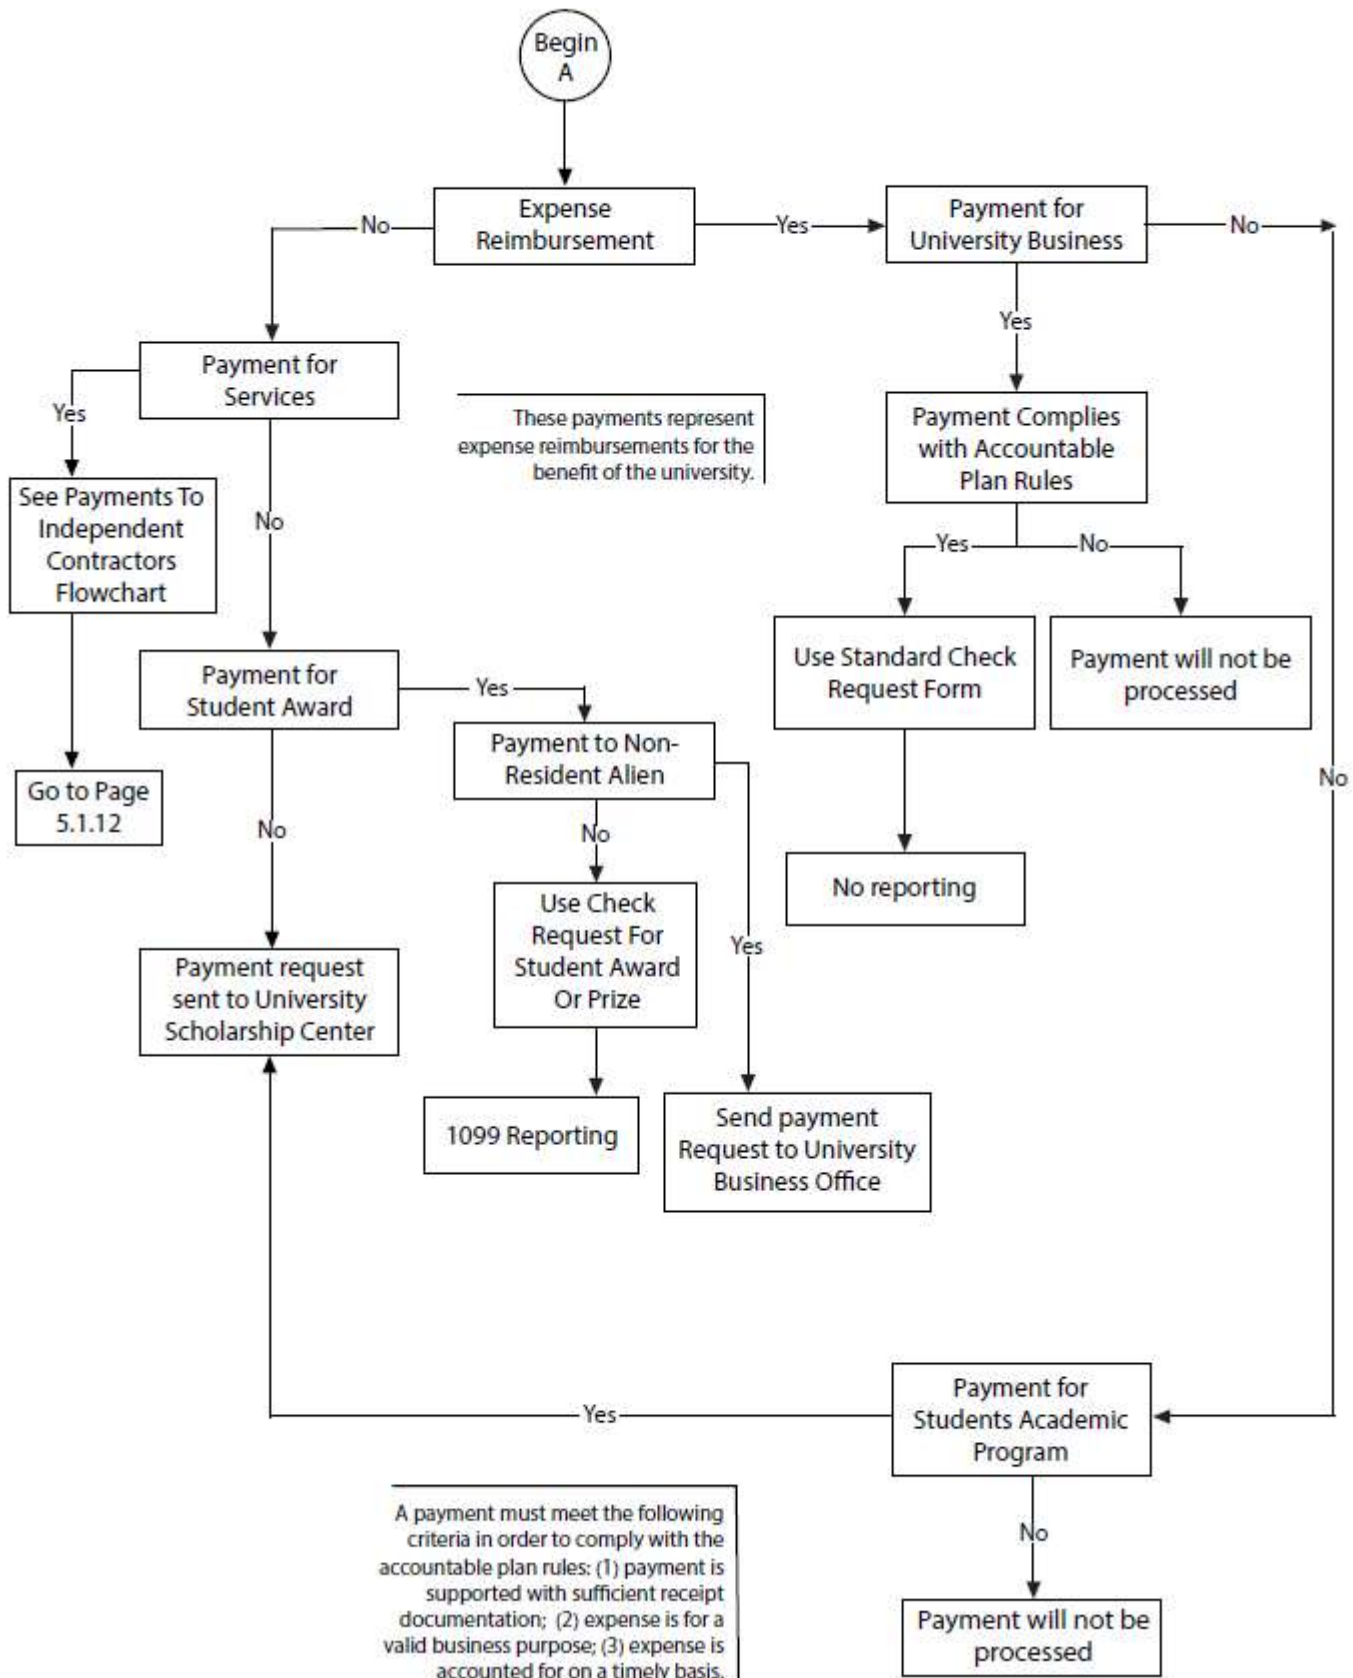 Begin
A
Expense
Reimbursement
No
Yes
Payment for
University Business
No
Yes
Payment for
Services
Yes
These payments represent
expense reimbursements for the
benefit of the university.
Payment Complies
with Accountable
Plan Rules
See Payments To
Independent
Contractors
Flowchart
No
Yes
No
Use Standard Check
Request Form
Payment will not be
processed
Payment for
Student Award
Yes
Payment to Non-
Resident Alien
Go to Page
5.1.12
No
No
No
No reporting
Use Check
Request For
Student Award
Or Prize
Yes
Payment request
sent to University
Scholarship Center
1099 Reporting
Send payment
Request to University
Business Office
Payment for
Students Academic
Program
Yes
No
A payment must meet the following
criteria in order to comply with the
accountable plan rules: (1) payment is
supported with sufficient receipt
documentation; (2) expense is for a
valid business purpose; (3) expense is
accounted for on a timely basis.
Payment will not be
processed